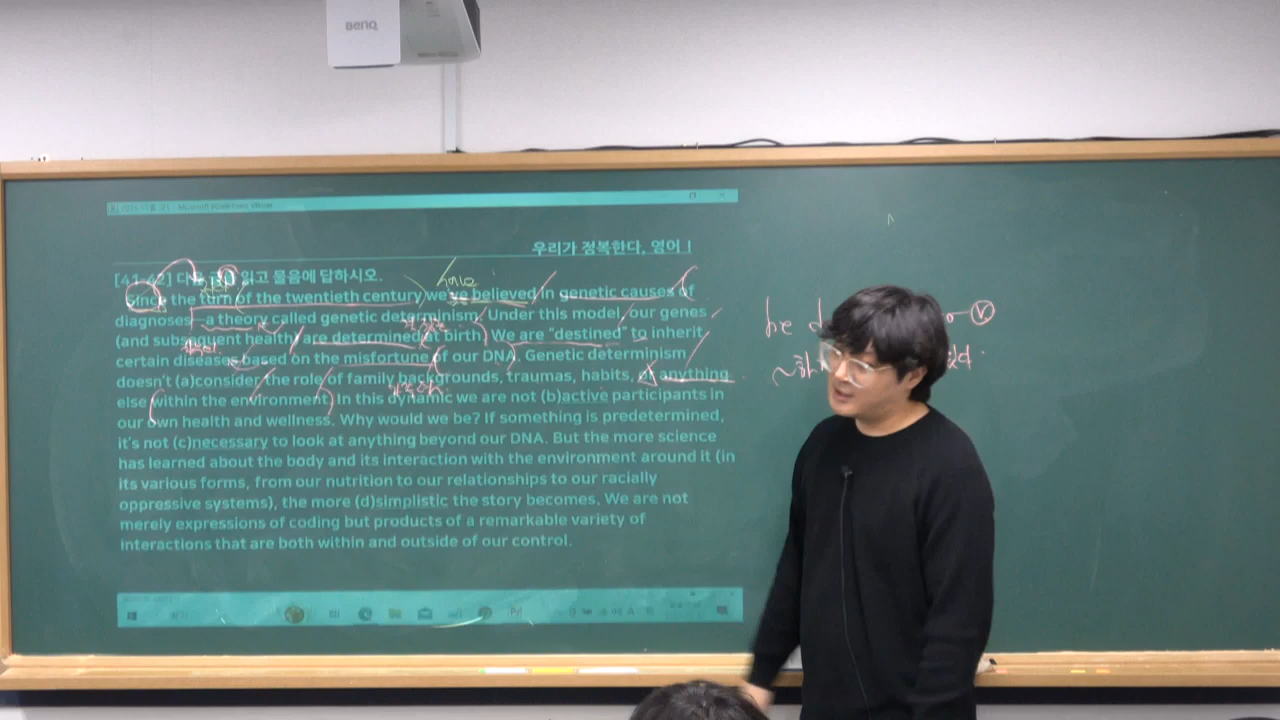 BenQ
Microsoft PowerPoint Viewer
우리가 정복한다, 영어 I
[41-42] 다음 글을 읽고 물음에 답하시오.
Since the turn of the twentieth century we've believed in genetic causes of
diagnoses a theory called genetic determinism. Under this model, our genes
(and subsequent health) are determined at birth. We are "destined" to inherit
certain diseases based on the misfortune of our DNA. Genetic determinism
doesn't (a)consider the role of family backgrounds, traumas, habits, or anything
else within the environment. In this dynamic we are not (b)active participants in
our own health and wellness. Why would we be? If something is predetermined,
it's not (c)necessary to look at anything beyond our DNA. But the more science
has learned about the body and its interaction with the environment around it (in
its various forms, from our nutrition to our relationships to our racially
oppressive systems), the more (d)simplistic the story becomes. We are not
merely expressions of coding but products of a remarkable variety of
interactions that are both within and outside of our control.
be d
o ⓥ